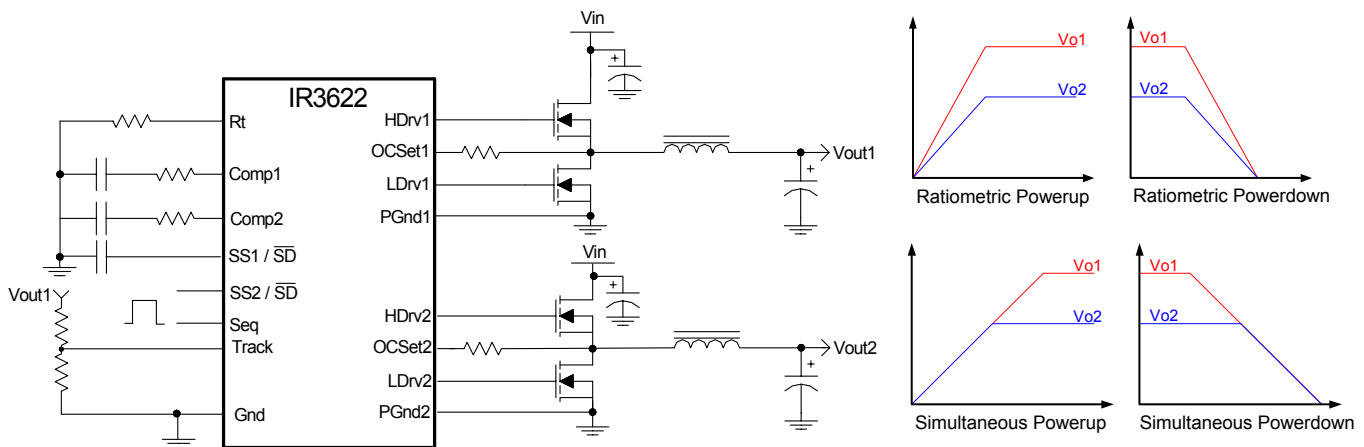 IR3622
Rt
Comp1
Comp2
SS1 / SD
SS2 / SD
Seq
Track
Gnd
Vout1
HDrv1
OCSet1
LDrv1
PGnd1
HDrv2
OCSet2
LDrv2
PGnd2
Vin
+
+
Vout1
Vin
+
+
Vout2
Vo1
Vo2
Ratiometric Powerup
Vo1
Vo2
Ratiometric Powerdown
Vo1
Vo2
Simultaneous Powerup
Vo1
Vo2
Simultaneous Powerdown